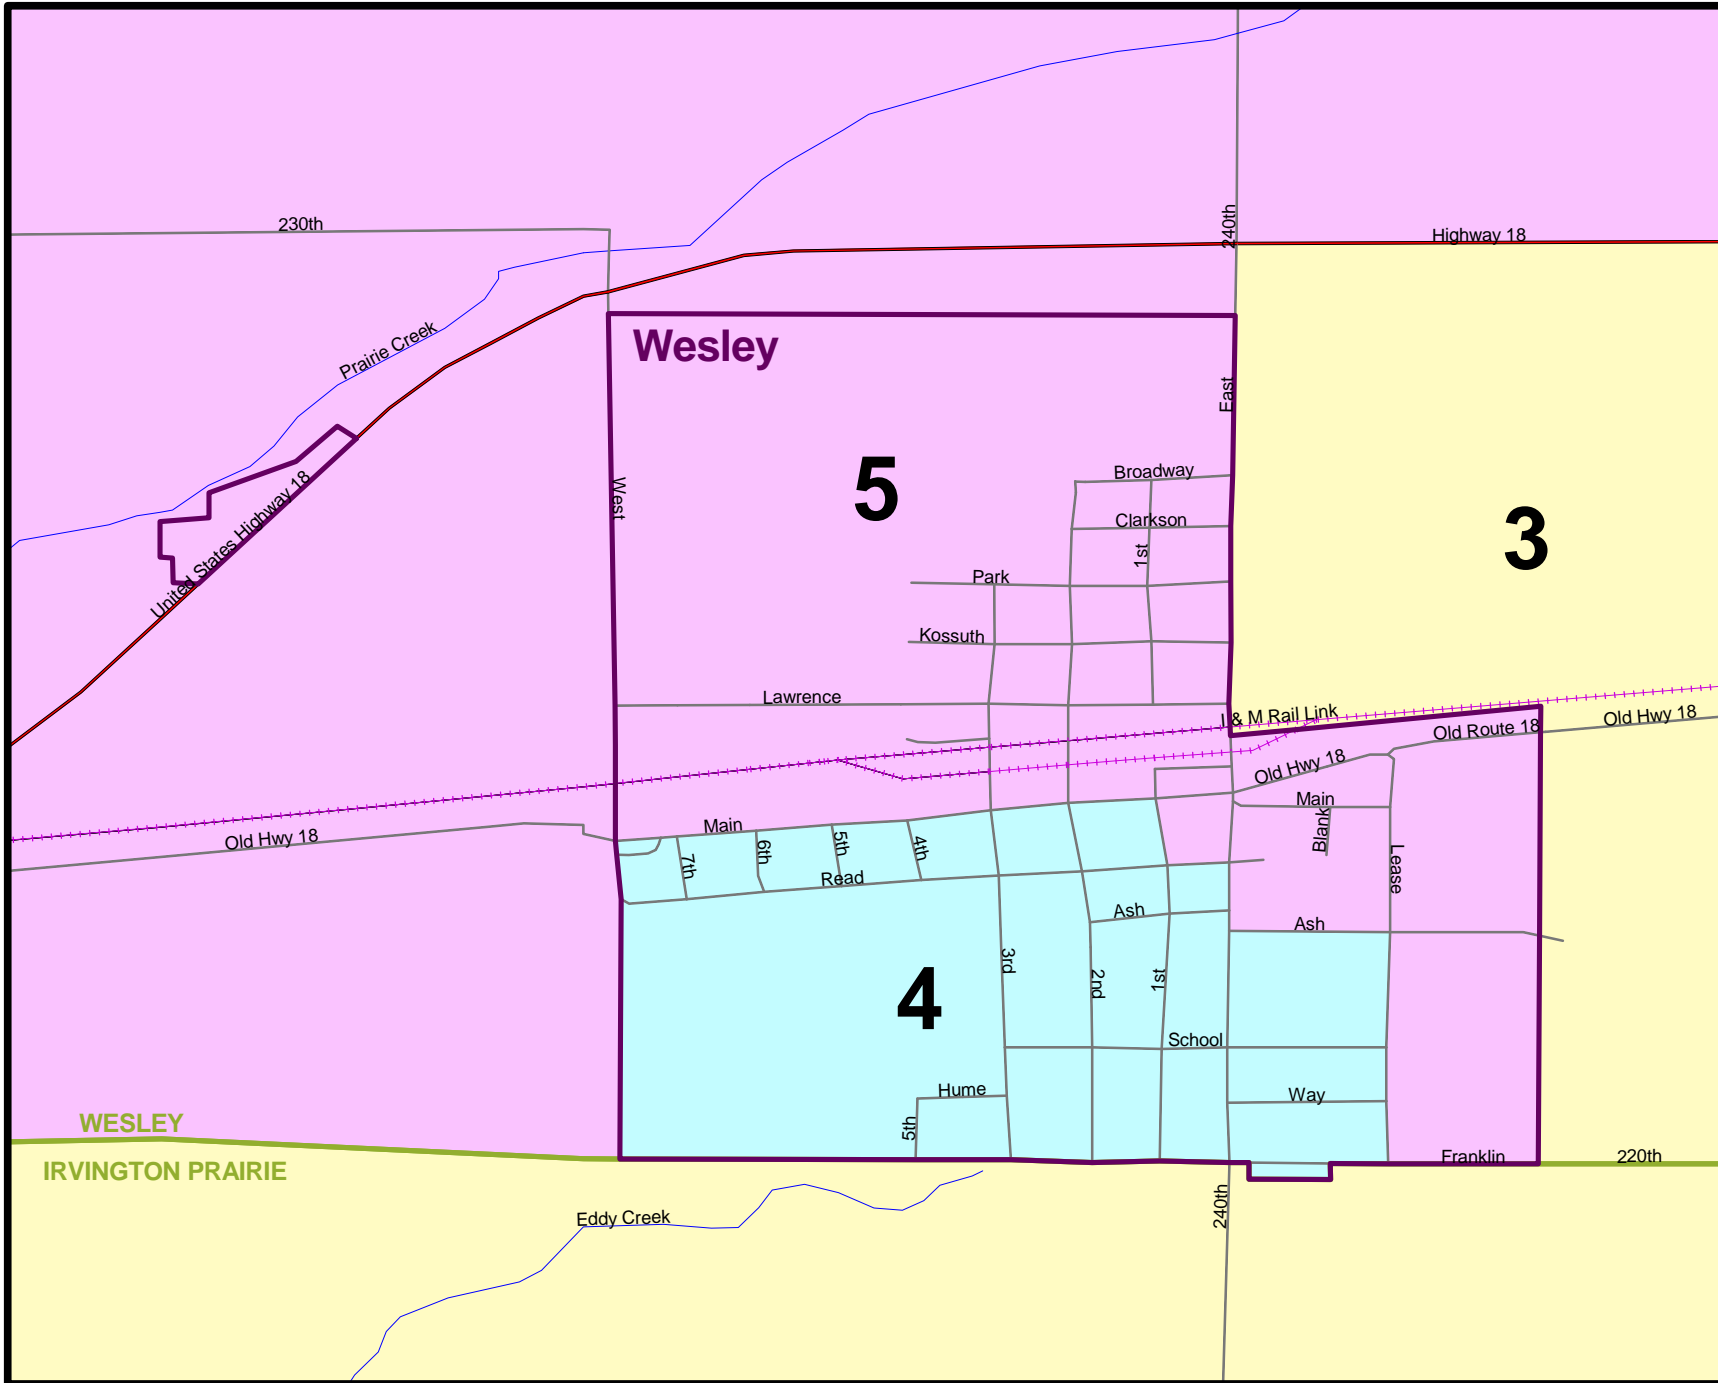 230th
240th
Highway 18
Prairie Creek
Wesley
East
West
5
Broadway
United States Highway 18
Clarkson
3
1st
Park
Kossuth
Lawrence
I & M Rail Link
Old Hwy 18
Old Route 18
Old Hwy 18
Main
Main
Blank
Old Hwy 18
7th
6th
5th
4th
Read
Lease
Ash
Ash
3rd
2nd
1st
4
School
Hume
Way
5th
WESLEY
IRVINGTON PRAIRIE
Franklin
220th
Eddy Creek
240th